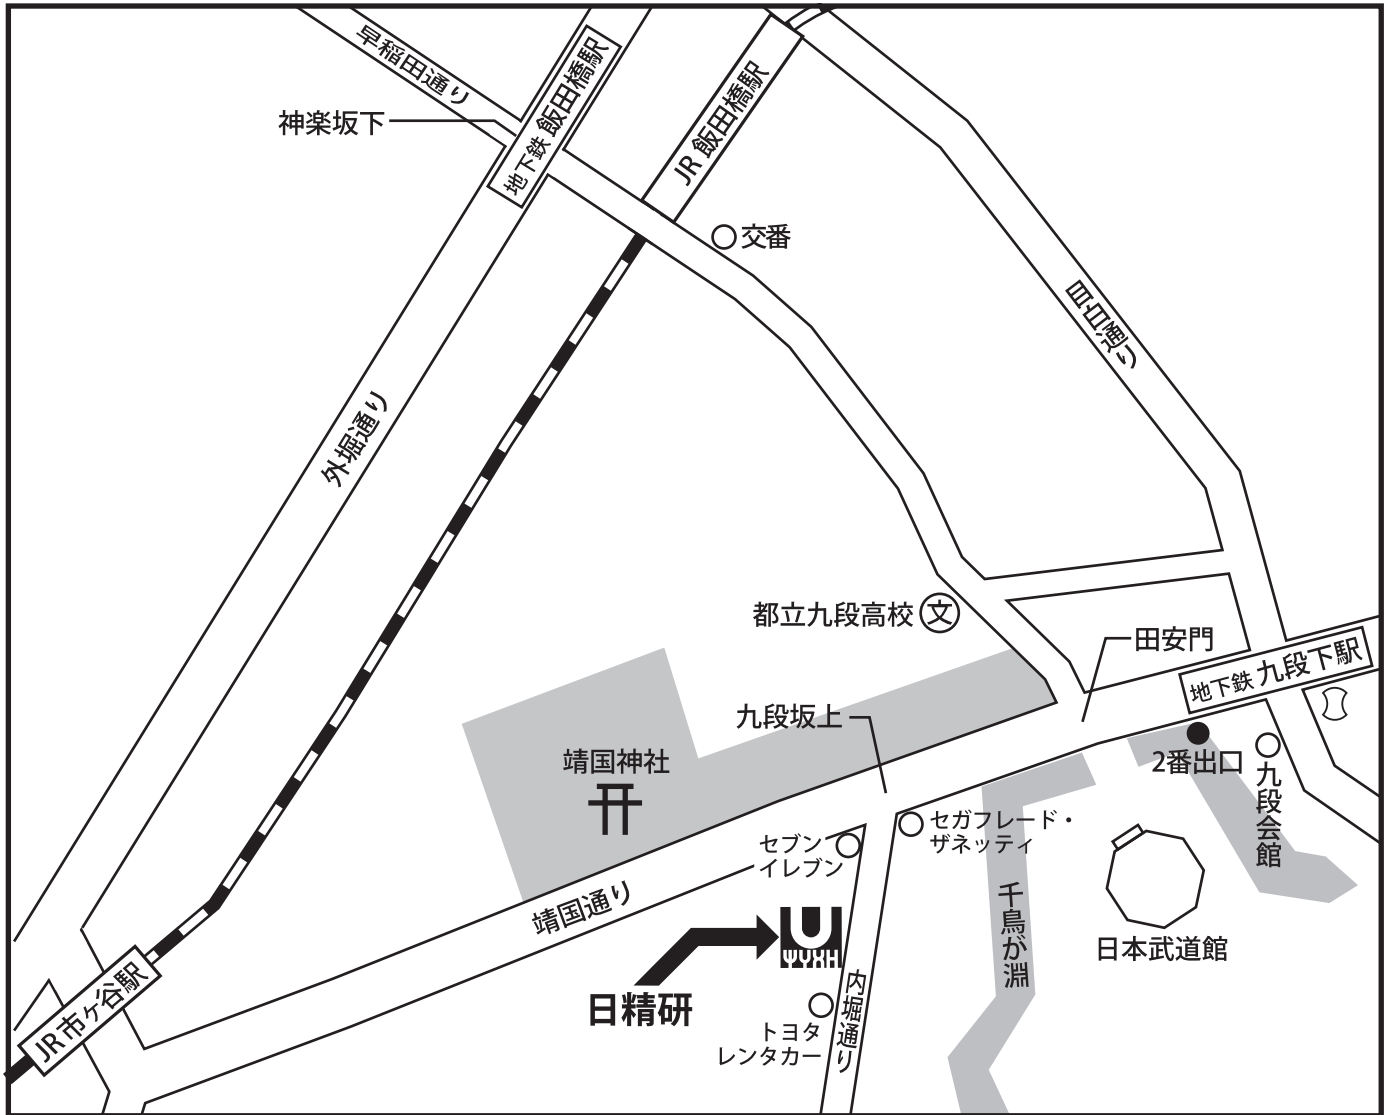 早稲田通り
神楽坂下
地下鉄 飯田橋駅
JR 飯田橋駅
交番
目白通り
外堀通り
都立九段高校
文
田安門
地下鉄 九段下駅
九段坂上
靖国神社
2番出口
九段会館
セガフレード・
ザネッティ
セブン
イレブン
靖国通り
千鳥が淵
日本武道館
日精研
内堀通り
トヨタ
レンタカー
JR市ヶ谷駅